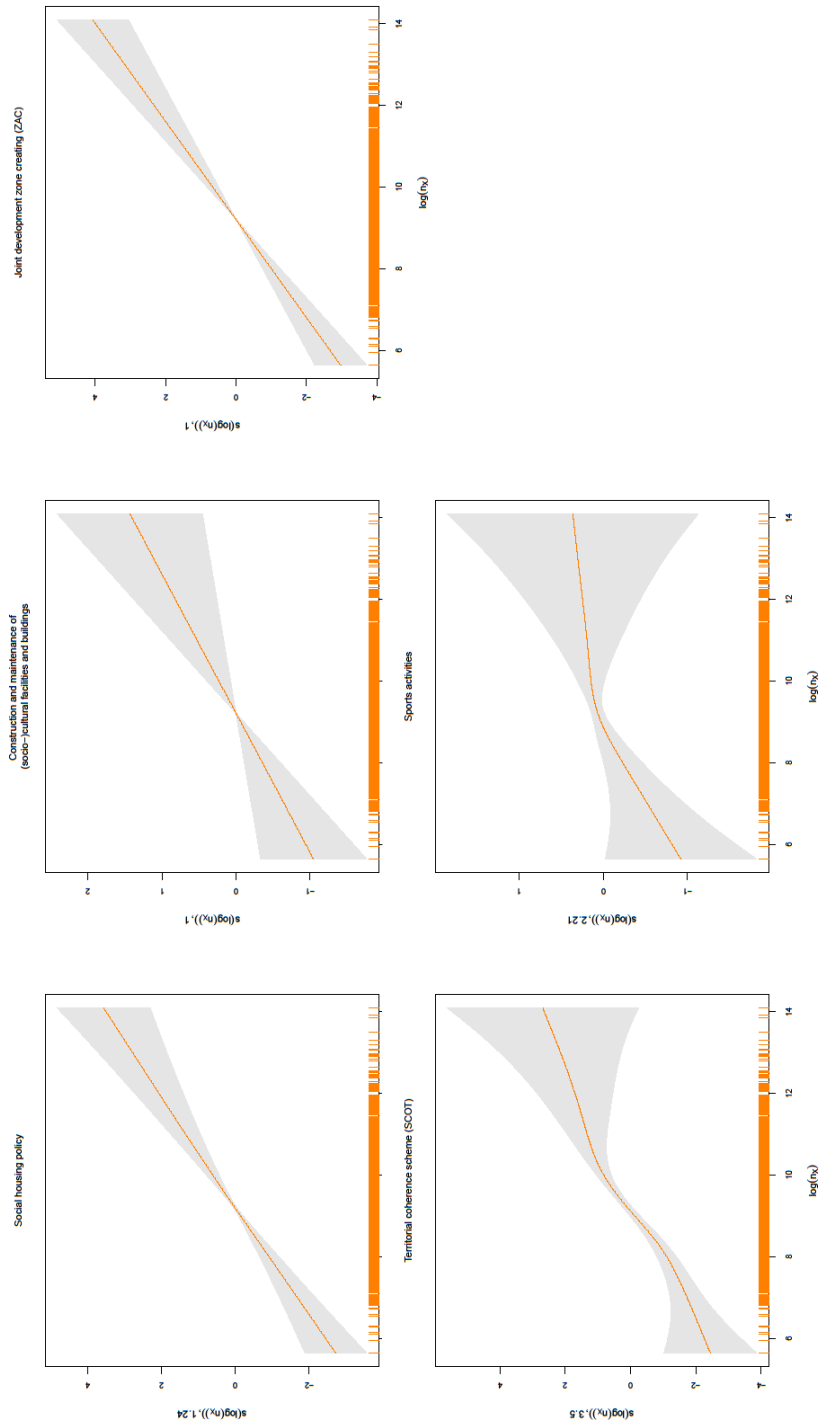 Social housing policy
s(log(nX)),1.24
4
2
0
−2
Construction and maintenance of
(socio−)cultural facilities and buildings
s(log(nX)),1
2
1
0
−1
Joint development zone creating (ZAC)
s(log(nX)),1
4
2
0
−2
−4
6 8 10 12 14
log(nX)
Territorial coherence scheme (SCOT)
s(log(nX)),3.5
4
2
0
−2
−4
6 8 10 12 14
log(nX)
Sports activities
s(log(nX)),2.21
1
0
−1
6 8 10 12 14
log(nX)